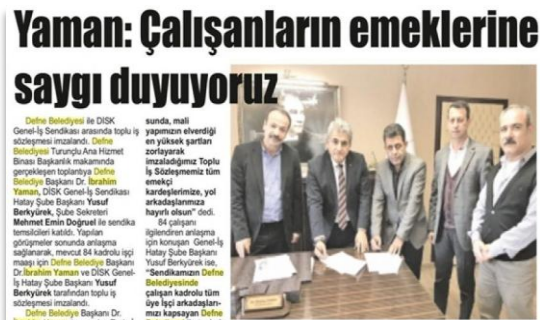 Yaman: Çalışanların emeklerine
saygı duyuyoruz
Defne Belediyesi ile DİSK
Genel-İş Sendikası arasında toplu iş
sözleşmesi imzalandı. Defne
Belediyesi Turunçlu Ana Hizmet
Binası Başkanlık makamında
gerçekleşen toplantıya Defne
Belediye Başkanı Dr. İbrahim
Yaman, DİSK Genel-İş Sendikası
Hatay Şube Başkanı Yusuf
Berkyürek, Şube Sekreteri
Mehmet Emin Doğruel ile sendika
temsilcileri katıldı. Yapılan
görüşmeler sonunda anlaşma
sağlanarak, mevcut 84 kadrolu işçi
maaşı için Defne Belediye Başkanı
Dr.İbrahim Yaman ve DİSK Genel-
İş Hatay Şube Başkanı Yusuf
Berkyürek tarafından toplu iş
sözleşmesi imzalandı.
sunda, mali
yapımızın elverdiği
en yüksek şartları
zorlayarak
imzaladığımız Toplu
İş Sözleşmemiz tüm
emekçi
kardeşlerimize, yol
arkadaşlarımıza
hayırlı olsun" dedi.
84 çalışanı
ilgilendiren anlaşma
için konuşan Genel-İş
Hatay Şube Başkanı
Yusuf Berkyürek ise,
"Sendikamızın Defne
Belediyesinde
çalışan kadrolu tüm
üye İşçi arkadaşları-
mızı kapsayan Defne